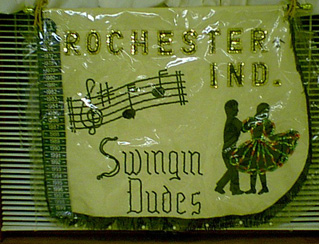 ROCHESTER
IND.
Swingin
Dudes